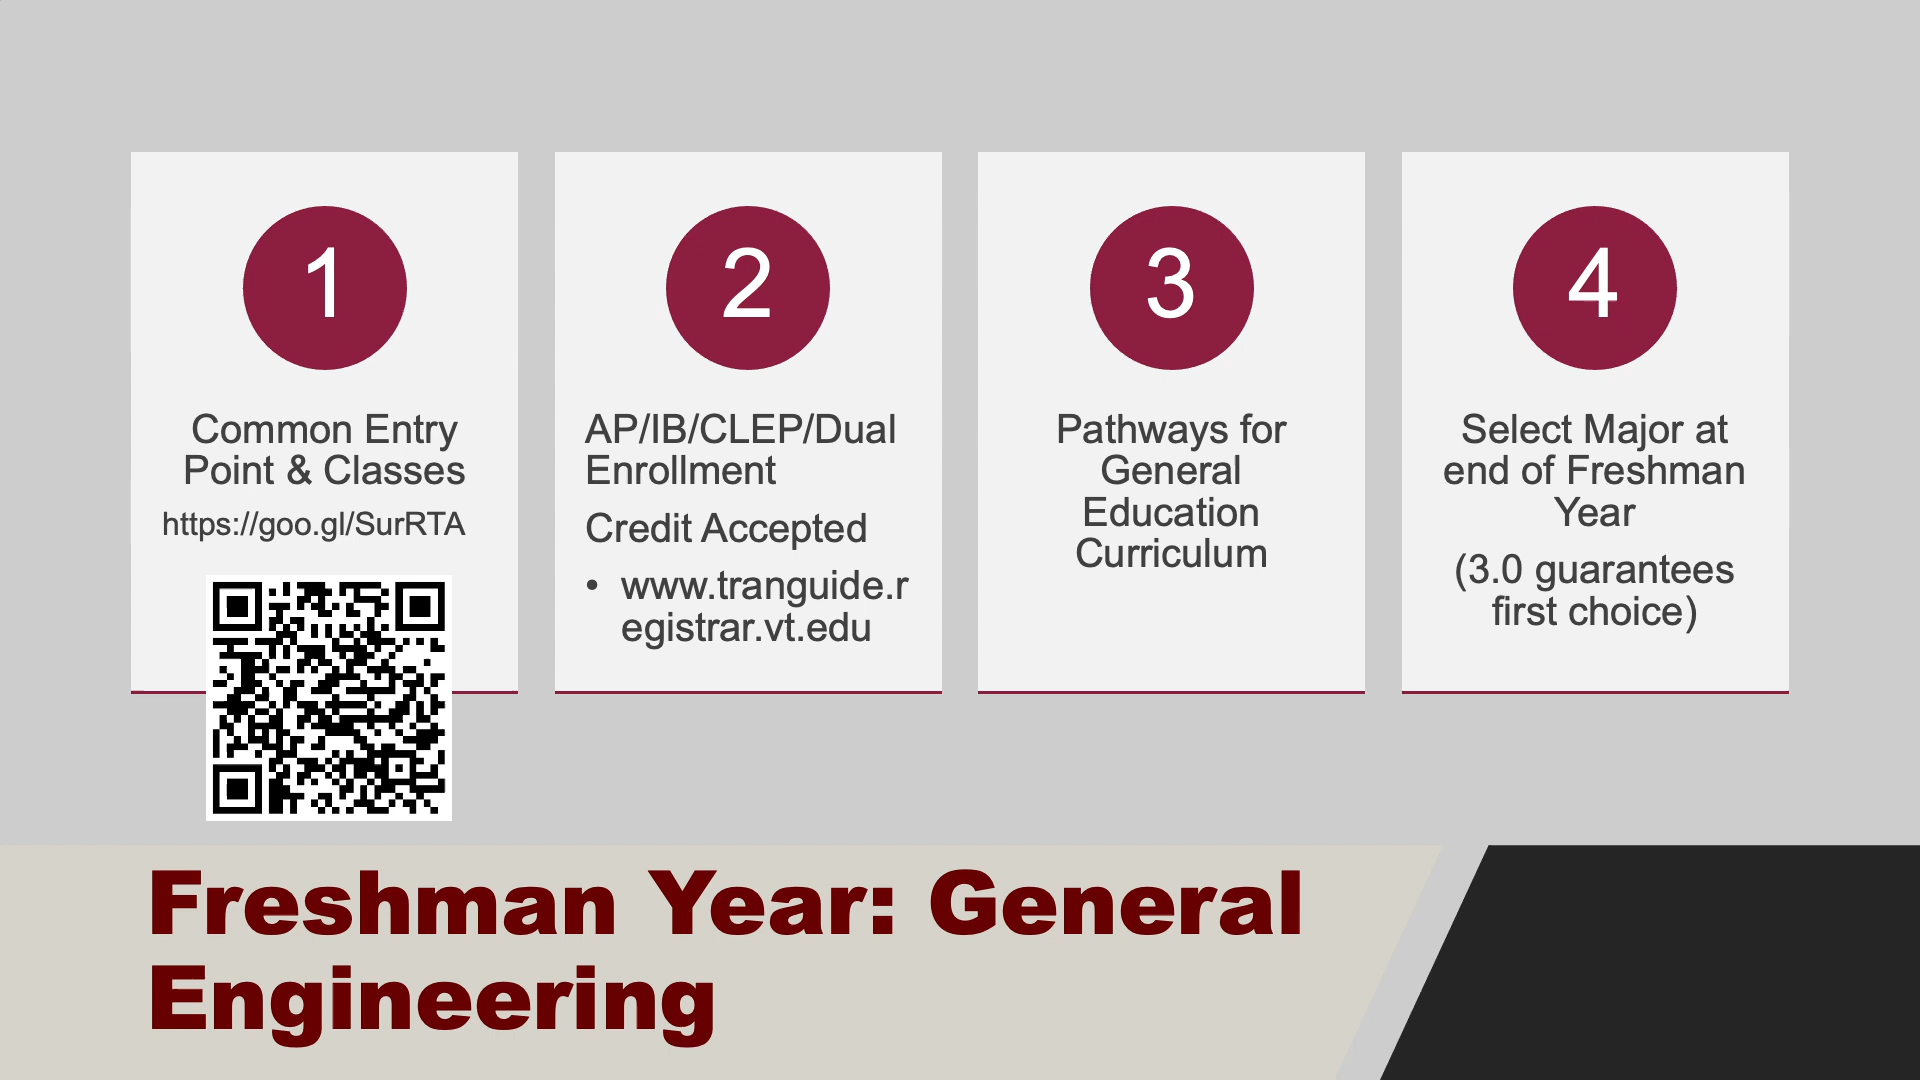 1
Common Entry
Point & Classes
https://goo.gl/SurRTA
2
AP/IB/CLEP/Dual
Enrollment
Credit Accepted
• www.tranguide.r
egistrar.vt.edu
3
Pathways for
General
Education
Curriculum
4
Select Major at
end of Freshman
Year
(3.0 guarantees
first choice)
Freshman Year: General
Engineering